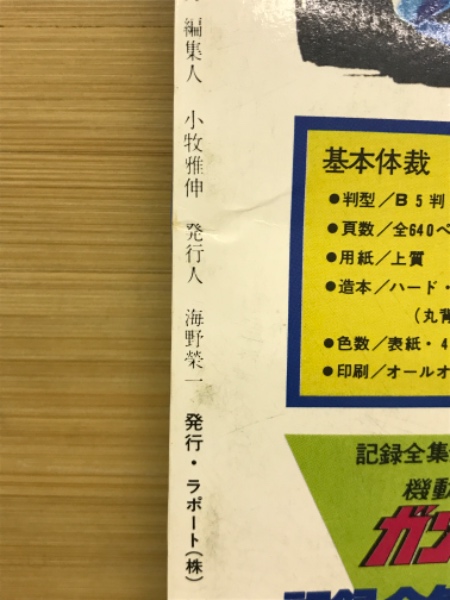 編集人 小牧雅伸 発行人 海野榮一 発行・ラポート(株)
基本体裁
●判型／B5判
●頁数／全640ペ
●用紙／上質
●造本／ハード・
(丸背
●色数／表紙・4
●印刷／オールオ
記録全集
機動
ガン